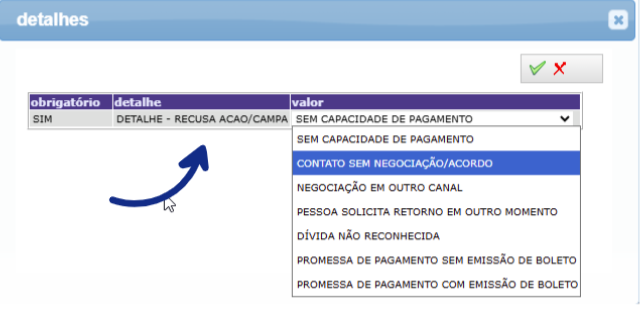 detalhes
obrigatório detalhe valor
SIM DETALHE - RECUSA ACAO/CAMPA SEM CAPACIDADE DE PAGAMENTO
SEM CAPACIDADE DE PAGAMENTO
CONTATO SEM NEGOCIAÇÃO/ACORDO
NEGOCIAÇÃO EM OUTRO CANAL
PESSOA SOLICITA RETORNO EM OUTRO MOMENTO
DÍVIDA NÃO RECONHECIDA
PROMESSA DE PAGAMENTO SEM EMISSÃO DE BOLETO
PROMESSA DE PAGAMENTO COM EMISSÃO DE BOLETO